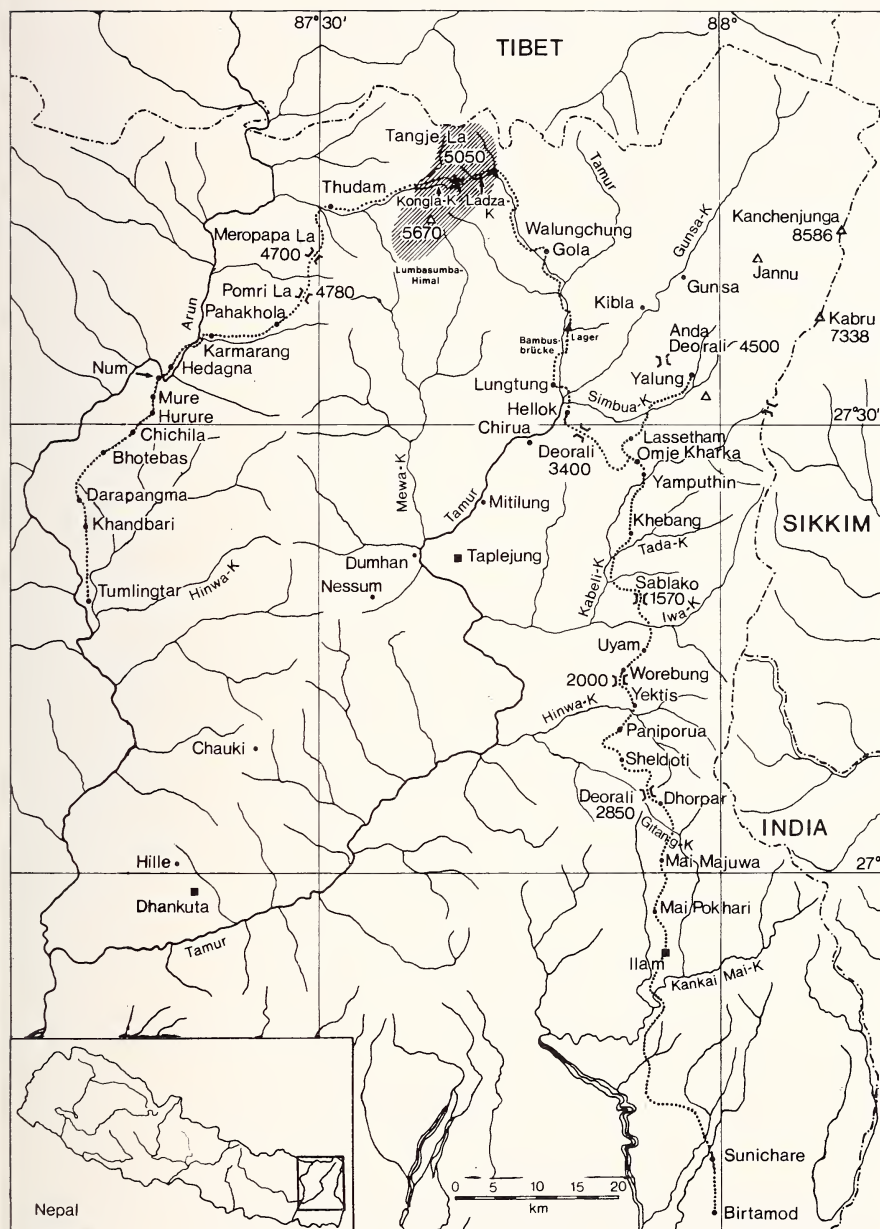 87°30'
88°
TIBET
Tangje La
5050
Tamur
Thudam
Kongla-K
Ladza-
K
Gunsa-K
Kanchenjunga
8586
5670
Walungchung
Gola
Meropapa La
4700
Lumbasumba-
Himal
Jannu
Gunsa
Pomri La
4780
Kibla
Arun
Pahakhola
Kabru
7338
Anda
Deorali 4500
Bambus-
brücke
Lager
Karmarang
Num
Hedagna
Yalung
Lungtung
Simbua-K
Mure
Hellok
Hurure
27°30'
Chirua
Chichila
Deorali
3400
Lassetham
Omje Kharka
Bhotebas
Yamputhin
Mewa-K
Darapangma
Tamur
Mitilung
Khandbari
Khebang
SIKKIM
Tada-K
Dumhan
Taplejung
Hinwa-K
Nessum
Kabeli-K
Sablako
1570
Tumlingtar
Iwa-K
Uyam
Worebung
2000
Yektis
Hinwa-K
Paniporua
Chauki
Sheldoti
Deorali
2850
Dhorpar
Gitang-K
INDIA
Mai Majuwa
27°
Hille
Dhankuta
Mai Pokhari
Tamur
Ilam
Kankai Mai-K
Sunichare
0 5 10 15 20
km
Nepal
Birtamod